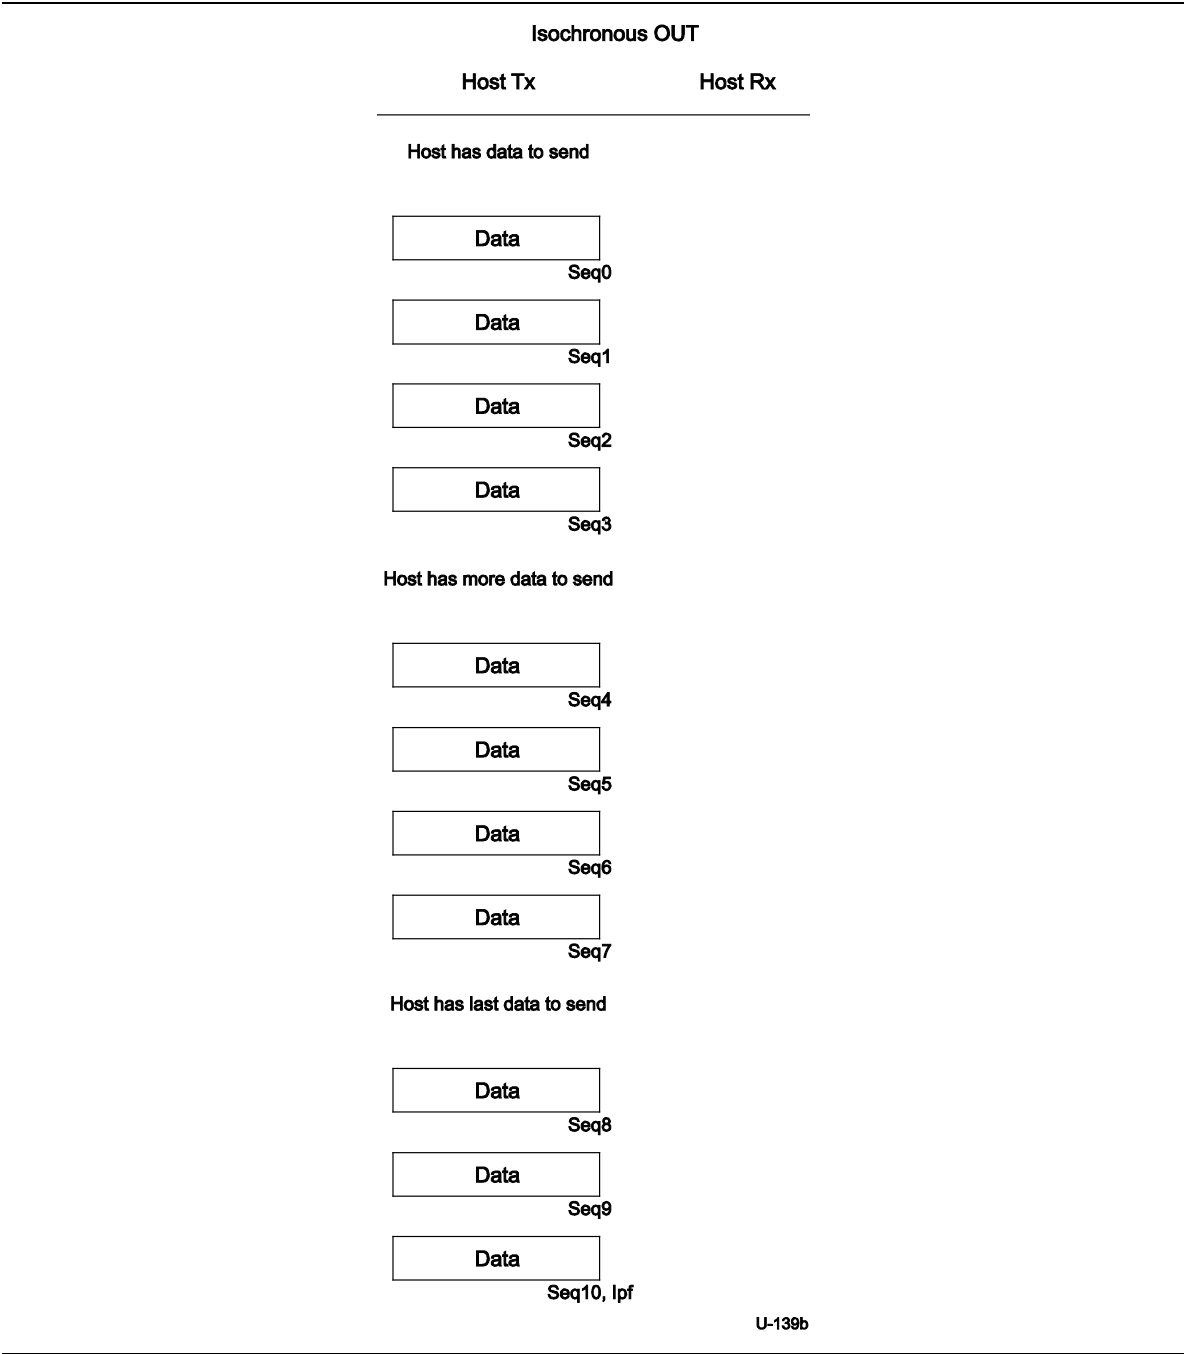 Isochronous OUT
Host Tx Host Rx
Host has data to send
Data
Seq0
Data
Seq1
Data
Seq2
Data
Seq3
Host has more data to send
Data
Seq4
Data
Seq5
Data
Seq6
Data
Seq7
Host has last data to send
Data
Seq8
Data
Seq9
Data
Seq10, lpf
U-139b